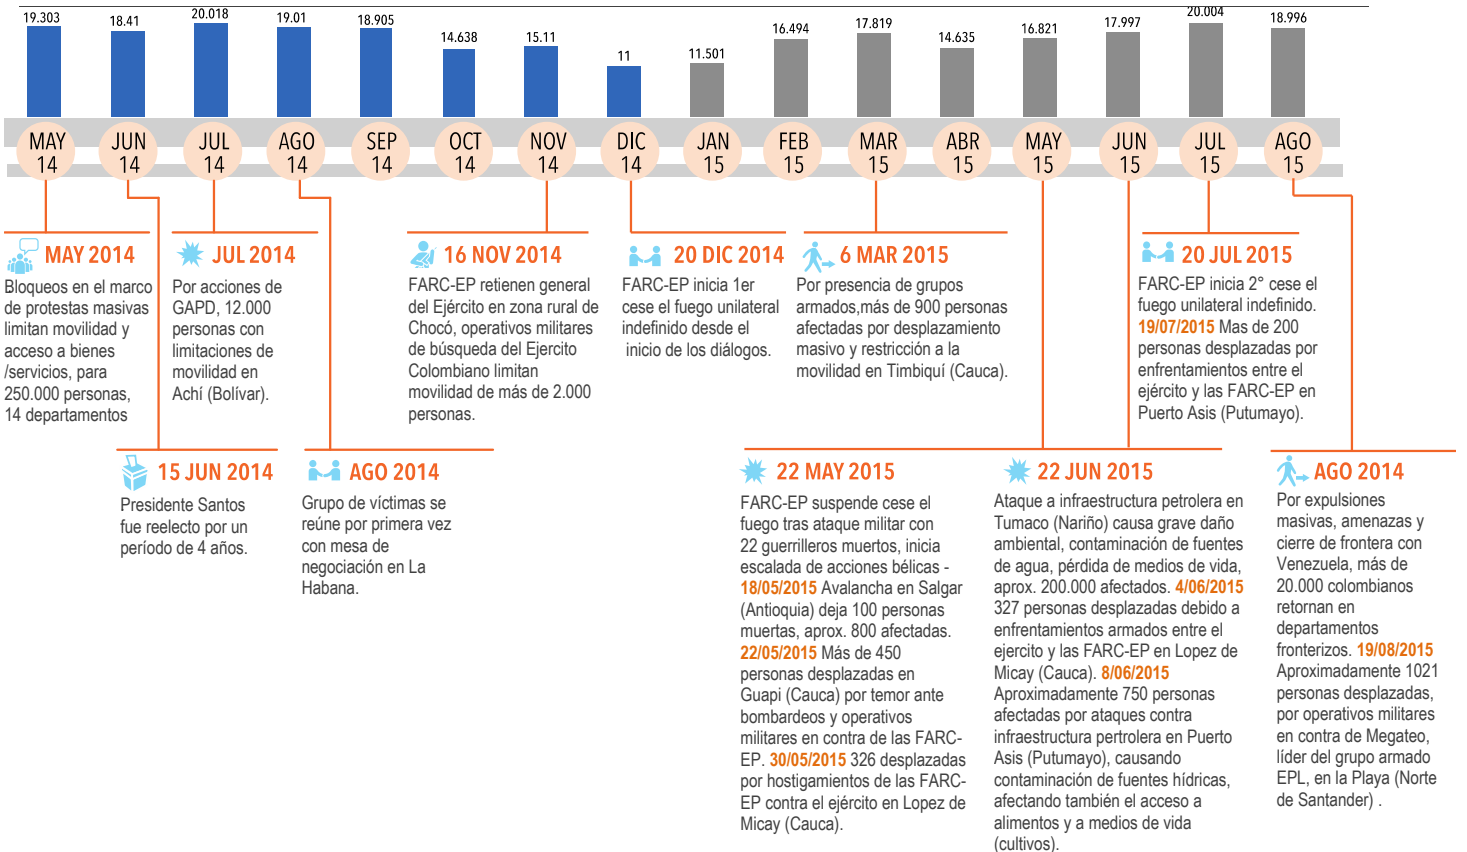 19.303
18.41
20.018
19.01
18.905
14.638
15.11
11
11.501
16.494
17.819
14.635
16.821
17.997
20.004
18.996
MAY 14
JUN 14
JUL 14
AGO 14
SEP 14
OCT 14
NOV 14
DIC 14
JAN 15
FEB 15
MAR 15
ABR 15
MAY 15
JUN 15
JUL 15
AGO 15
MAY 2014
Bloqueos en el marco
de protestas masivas
limitan movilidad y
acceso a bienes
/servicios, para
250.000 personas,
14 departamentos
JUL 2014
Por acciones de
GAPD, 12.000
personas con
limitaciones de
movilidad en
Achí (Bolívar).
16 NOV 2014
FARC-EP retienen general
del Ejército en zona rural de
Chocó, operativos militares
de búsqueda del Ejercito
Colombiano limitan
movilidad de más de 2.000
personas.
20 DIC 2014
FARC-EP inicia 1er
cese el fuego unilateral
indefinido desde el
inicio de los diálogos.
6 MAR 2015
Por presencia de grupos
armados,más de 900 personas
afectadas por desplazamiento
masivo y restricción a la
movilidad en Timbiquí (Cauca).
20 JUL 2015
FARC-EP inicia 2° cese el
fuego unilateral indefinido.
19/07/2015 Mas de 200
personas desplazadas por
enfrentamientos entre el
ejército y las FARC-EP en
Puerto Asis (Putumayo).
15 JUN 2014
Presidente Santos
fue reelecto por un
período de 4 años.
AGO 2014
Grupo de víctimas se
reúne por primera vez
con mesa de
negociación en La
Habana.
22 MAY 2015
FARC-EP suspende cese el
fuego tras ataque militar con
22 guerrilleros muertos, inicia
escalada de acciones bélicas -
18/05/2015 Avalancha en Salgar
(Antioquia) deja 100 personas
muertas, aprox. 800 afectadas.
22/05/2015 Más de 450
personas desplazadas en
Guapi (Cauca) por temor ante
bombardeos y operativos
militares en contra de las FARC-
EP. 30/05/2015 326 desplazadas
por hostigamientos de las FARC-
EP contra el ejército en Lopez de
Micay (Cauca).
22 JUN 2015
Ataque a infraestructura petrolera en
Tumaco (Nariño) causa grave daño
ambiental, contaminación de fuentes
de agua, pérdida de medios de vida,
aprox. 200.000 afectados. 4/06/2015
327 personas desplazadas debido a
enfrentamientos armados entre el
ejercito y las FARC-EP en Lopez de
Micay (Cauca). 8/06/2015
Aproximadamente 750 personas
afectadas por ataques contra
infraestructura pertrolera en Puerto
Asis (Putumayo), causando
contaminación de fuentes hídricas,
afectando también el acceso a
alimentos y a medios de vida
(cultivos).
AGO 2014
Por expulsiones
masivas, amenazas y
cierre de frontera con
Venezuela, más de
20.000 colombianos
retornan en
departamentos
fronterizos. 19/08/2015
Aproximadamente 1021
personas desplazadas,
por operativos militares
en contra de Megateo,
líder del grupo armado
EPL, en la Playa (Norte
de Santander) .